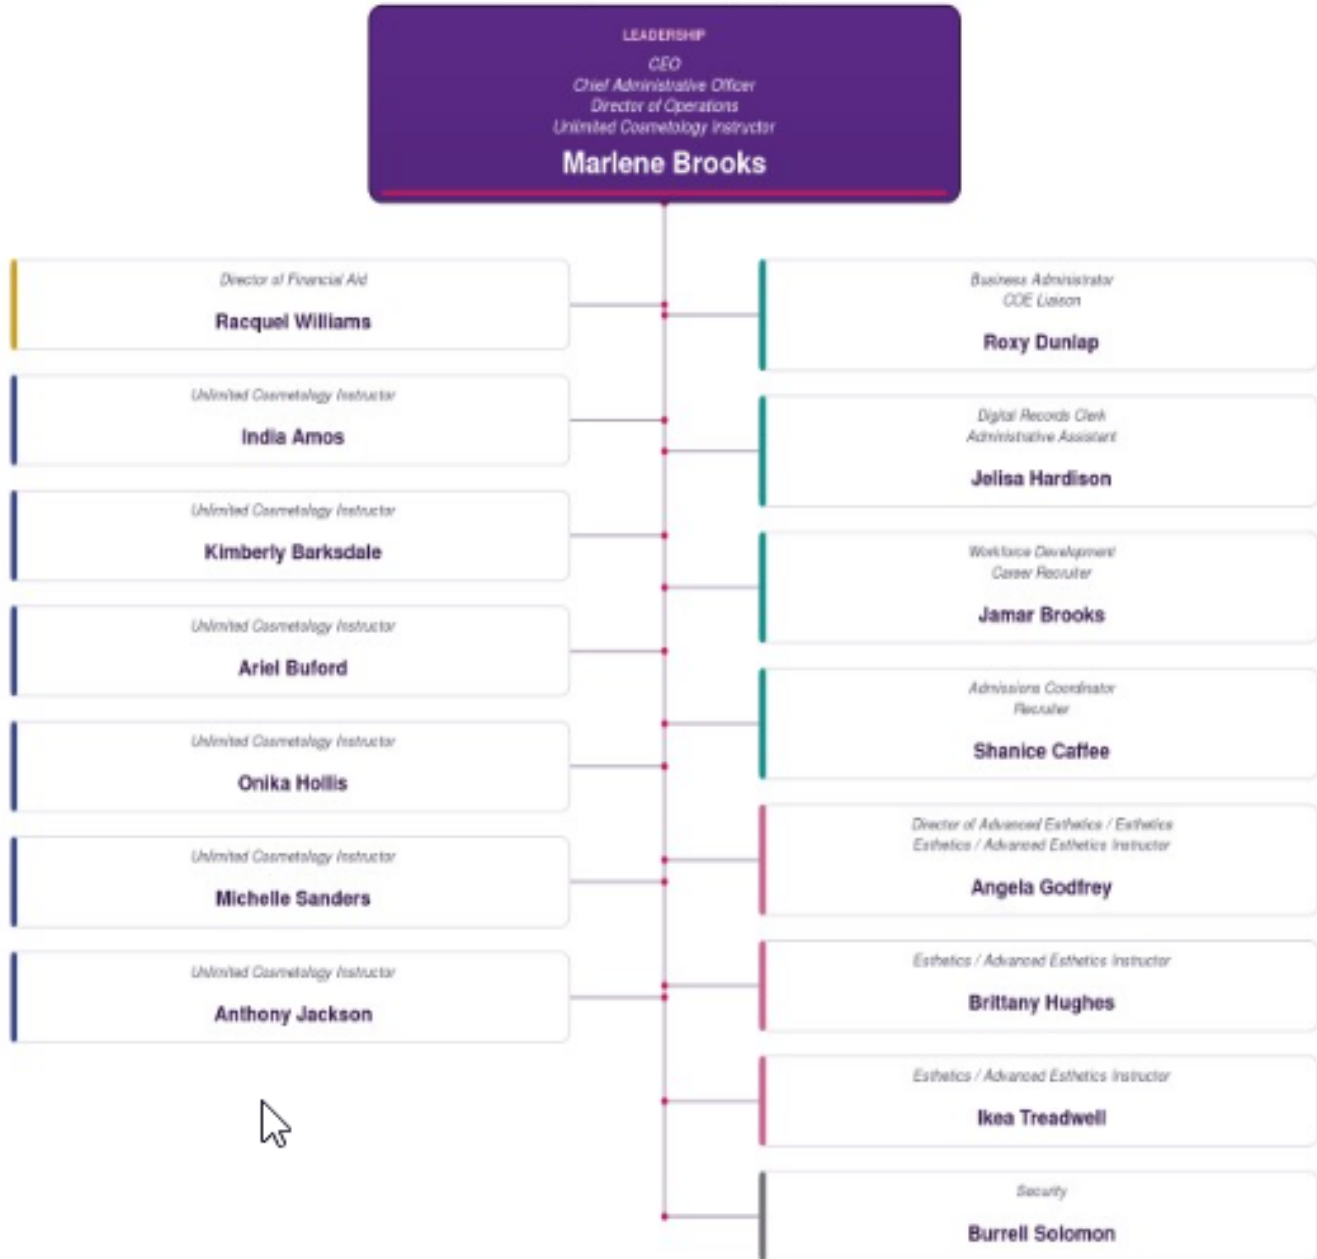 LEADERSHIP
CEO
Chief Administrative Officer
Director of Operations
Unlimited Cosmetology Instructor
Marlene Brooks
Director of Financial Aid
Racquel Williams
Unlimited Cosmetology Instructor
India Amos
Unlimited Cosmetology Instructor
Kimberly Barksdale
Unlimited Cosmetology Instructor
Ariel Buford
Unlimited Cosmetology Instructor
Onika Hollis
Unlimited Cosmetology Instructor
Michelle Sanders
Unlimited Cosmetology Instructor
Anthony Jackson
Business Administrator
COE Liaison
Roxy Dunlap
Digital Records Clerk
Administrative Assistant
Jelisa Hardison
Workforce Development
Career Recruiter
Jamar Brooks
Admissions Coordinator
Recruiter
Shanice Caffee
Director of Advanced Esthetics / Esthetics
Esthetics / Advanced Esthetics Instructor
Angela Godfrey
Esthetics / Advanced Esthetics Instructor
Brittany Hughes
Esthetics / Advanced Esthetics Instructor
Ikea Treadwell
Security
Burrell Solomon